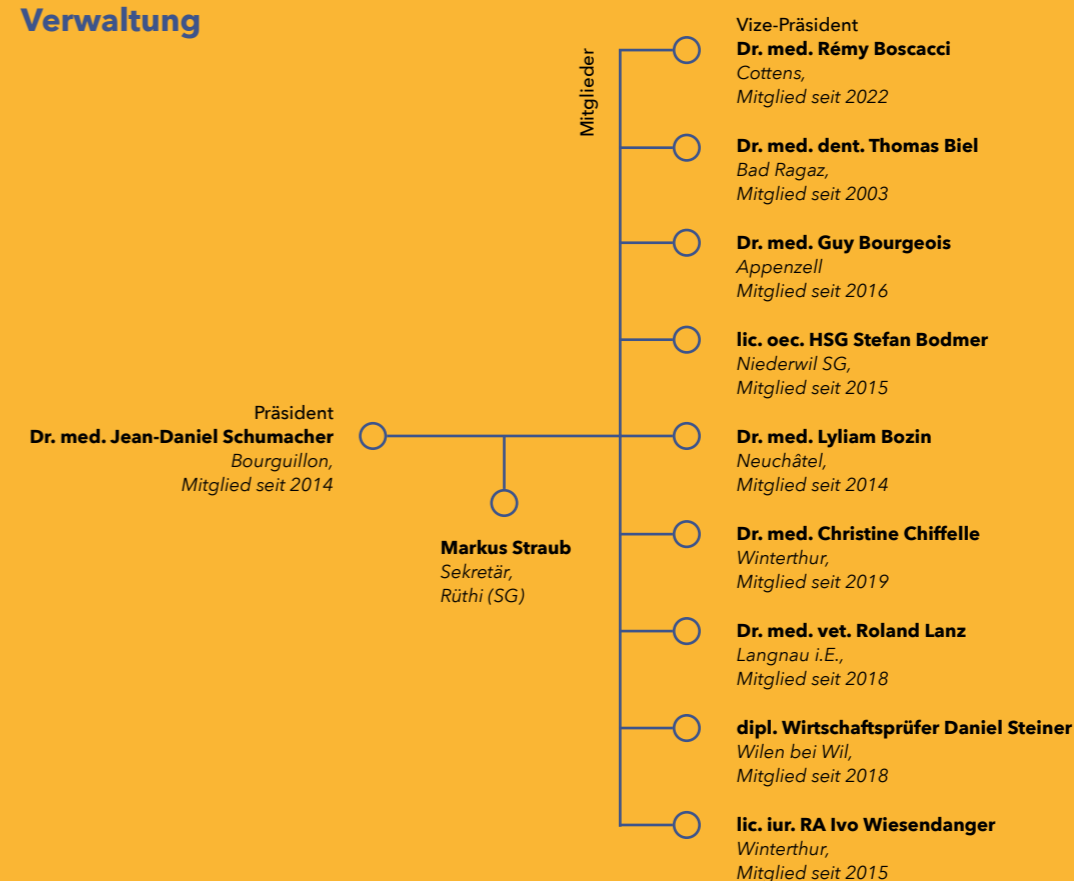 Verwaltung
Mitglieder
Vize-Präsident
Dr. med. Rémy Boscacci
Cottens,
Mitglied seit 2022
Dr. med. dent. Thomas Biel
Bad Ragaz,
Mitglied seit 2003
Dr. med. Guy Bourgeois
Appenzell
Mitglied seit 2016
lic. oec. HSG Stefan Bodmer
Niederwil SG,
Mitglied seit 2015
Präsident
Dr. med. Jean-Daniel Schumacher
Bourguillon,
Mitglied seit 2014
Dr. med. Lyliam Bozin
Neuchâtel,
Mitglied seit 2014
Markus Straub
Sekretär,
Rüthi (SG)
Dr. med. Christine Chiffelle
Winterthur,
Mitglied seit 2019
Dr. med. vet. Roland Lanz
Langnau i.E.,
Mitglied seit 2018
dipl. Wirtschaftsprüfer Daniel Steiner
Wilen bei Wil,
Mitglied seit 2018
lic. iur. RA Ivo Wiesendanger
Winterthur,
Mitglied seit 2015